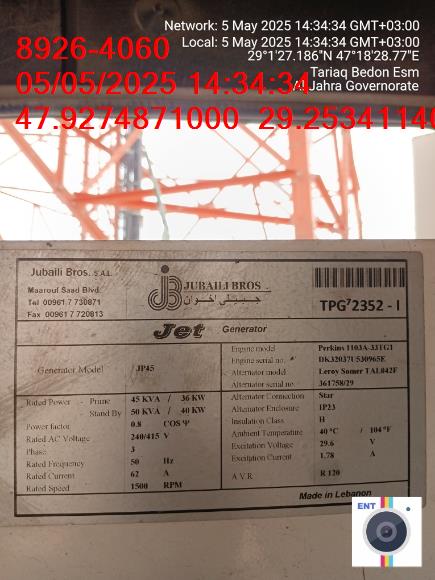 Network: 5 May 2025 14:34:34 GMT+03:00
Local: 5 May 2025 14:34:34 GMT+03:00
29°1'27.186"N 47°18'28.77"E
Tariaq Bedon Esm
Al Jahra Governorate
8926-4060
05/05/2025 14:34:34
47.9274871000 29.25341140
Jubaili Bros. S.A.L.
Maarouf Saad Blvd.
Tel 00961.7 730871
Fax 00961.7 720813
JUBAILI BROS
جبيلي اخوان
TPG72352 - I
Jet Generator
Generator Model JP45
Rated Power - Prime 45 KVA / 36 KW
Stand By 50 KVA / 40 KW
Power factor 0.8 COS Ψ
Rated AC Voltage 240/415 V
Phase 3
Rated Frequency 50 Hz
Rated Current 62 A
Rated Speed 1500 RPM
Engine model Perkins 1103A-33TG1
Engine serial no. DK32037U530965E
Alternator model Leroy Somer TAL042F
Alternator serial no. 361758/29
Alternator Connection Star
Alternator Enclosure IP23
Insulation Class H
Ambient Temperature 40 °C / 104 °F
Excitation Voltage 29.6 V
Excitation Current 1.78 A
A.V.R. R 120
Made in Lebanon
ENT